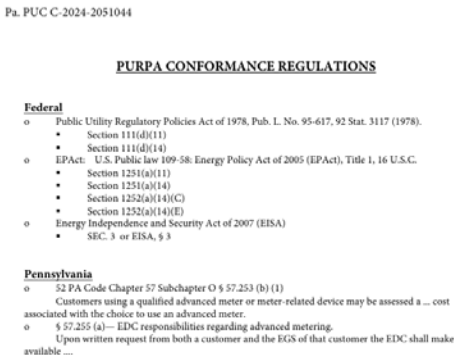 Pa. PUC C-2024-2051044
PURPA CONFORMANCE REGULATIONS
Federal
o Public Utility Regulatory Policies Act of 1978, Pub. L. No. 95-617, 92 Stat. 3117 (1978).
▪ Section 111(d)(11)
▪ Section 111(d)(14)
o EPAct: U.S. Public law 109-58: Energy Policy Act of 2005 (EPAct), Title 1, 16 U.S.C.
▪ Section 1251(a)(11)
▪ Section 1251(a)(14)
▪ Section 1252(a)(14)(C)
▪ Section 1252(a)(14)(E)
o Energy Independence and Security Act of 2007 (EISA)
▪ SEC. 3 or EISA, § 3
Pennsylvania
o 52 PA Code Chapter 57 Subchapter O § 57.253 (b) (1)
Customers using a qualified advanced meter or meter-related device may be assessed a ... cost
associated with the choice to use an advanced meter.
o § 57.255 (a)— EDC responsibilities regarding advanced metering.
Upon written request from both a customer and the EGS of that customer the EDC shall make
available ....